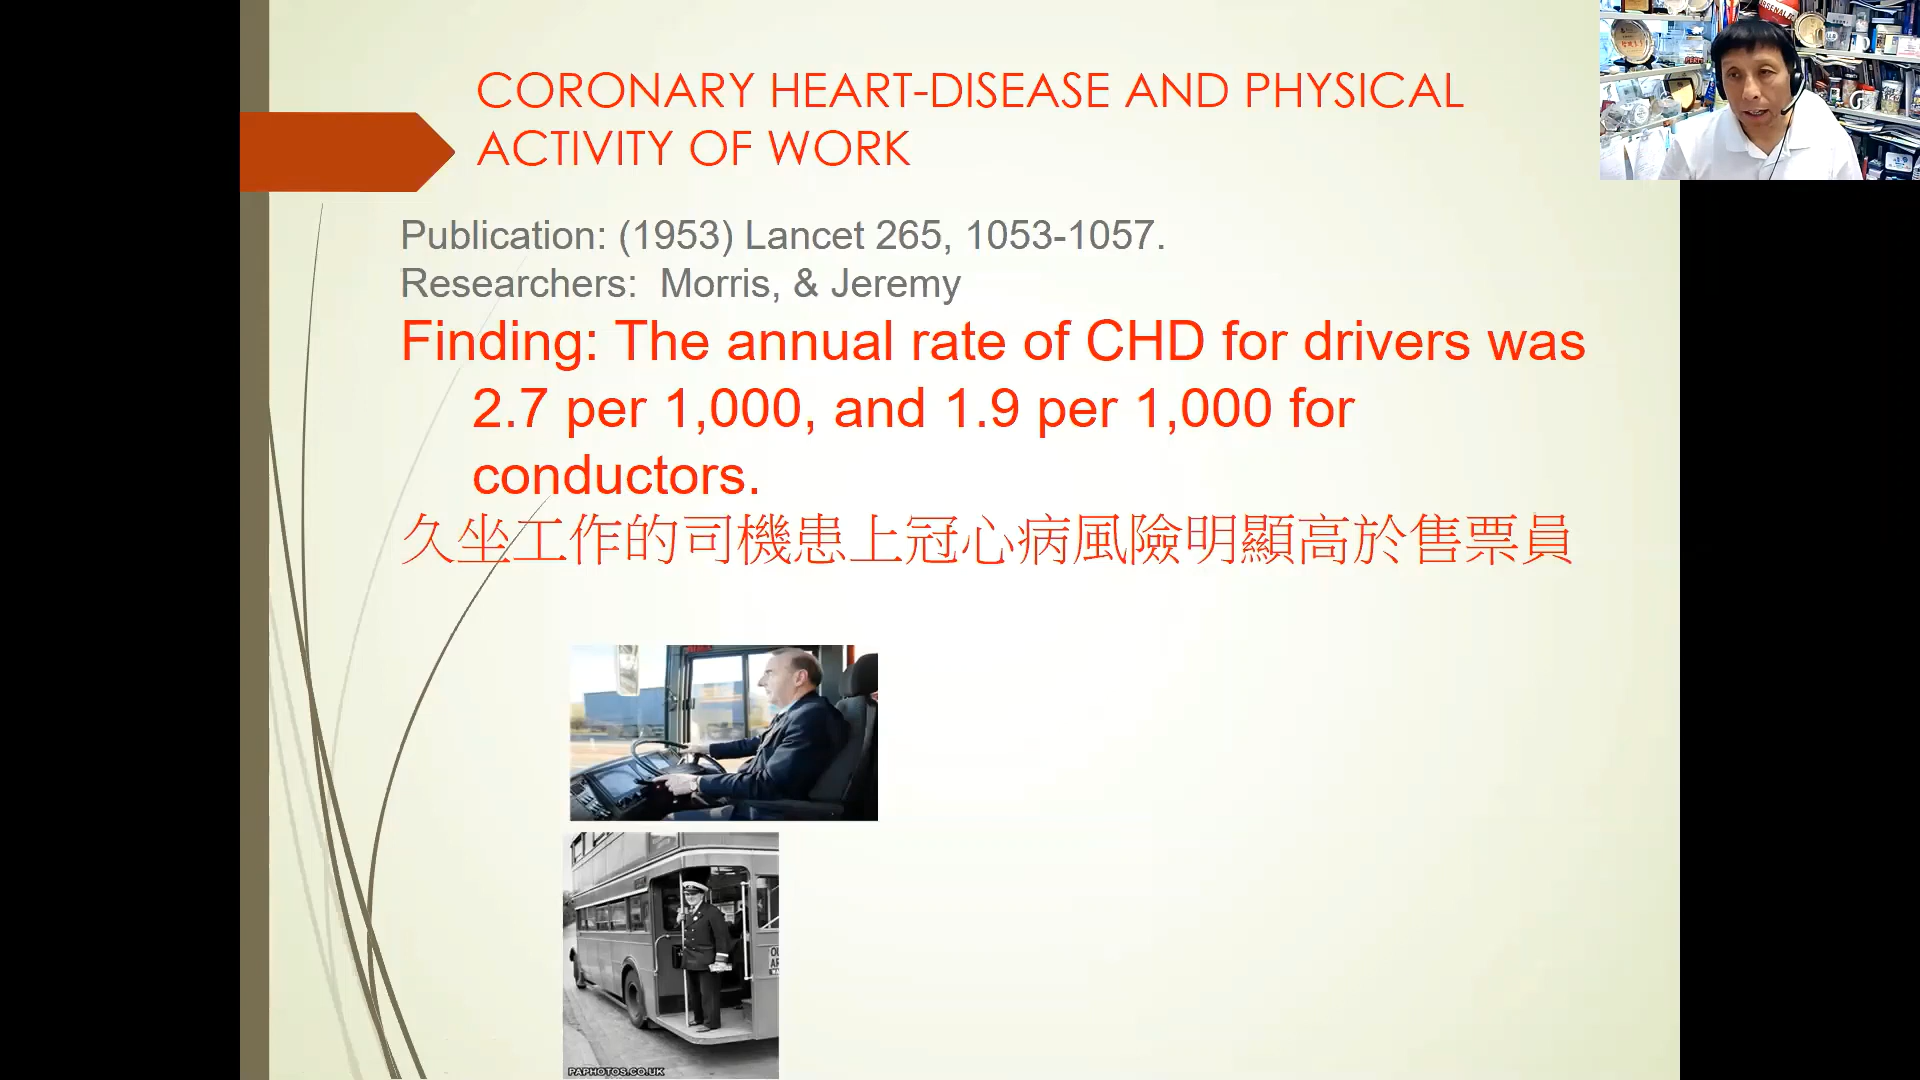 CORONARY HEART-DISEASE AND PHYSICAL
ACTIVITY OF WORK
Publication: (1953) Lancet 265, 1053-1057.
Researchers:  Morris, & Jeremy
Finding: The annual rate of CHD for drivers was
2.7 per 1,000, and 1.9 per 1,000 for
conductors.
久坐工作的司機患上冠心病風險明顯高於售票員
PAPHOTOS.CO.UK